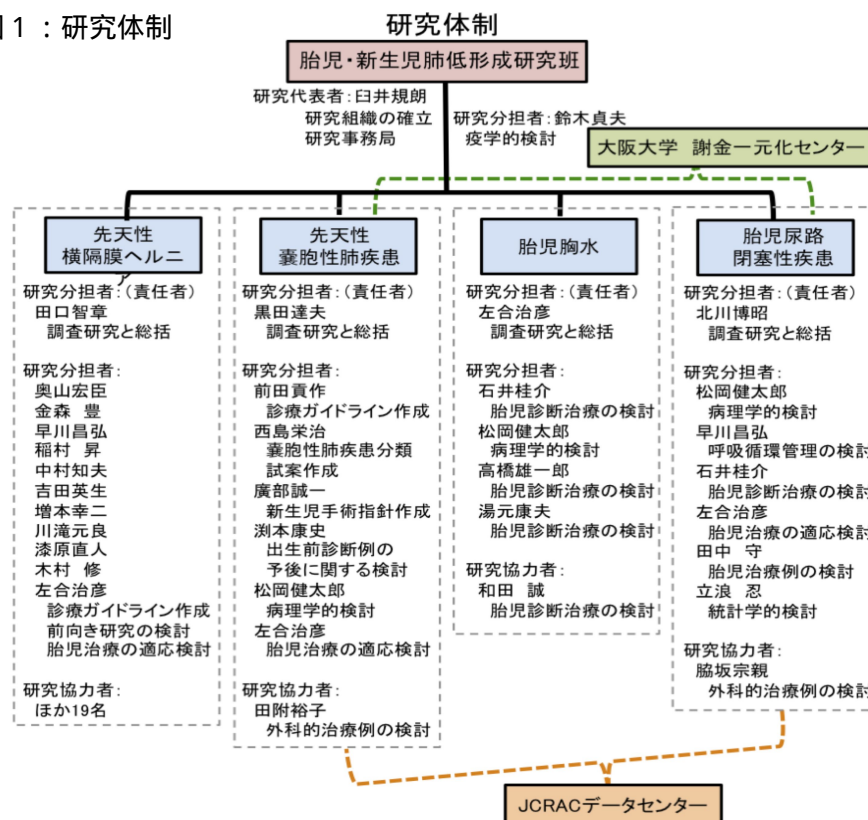 図1：研究体制
研究体制
胎児・新生児肺低形成研究班
研究代表者：臼井規朗
研究組織の確立
研究事務局
研究分担者：鈴木貞夫
疫学的検討
大阪大学 謝金一元化センター
先天性
横隔膜ヘルニ
ア
研究分担者：（責任者）
田口智章
調査研究と総括
研究分担者：
奥山宏臣
金森 豊
早川昌弘
稲村 昇
中村知夫
吉田英生
増本幸二
川滝元良
漆原直人
木村 修
左合治彦
診療ガイドライン作成
前向き研究の検討
胎児治療の適応検討
研究協力者：
ほか19名
先天性
嚢胞性肺疾患
研究分担者：（責任者）
黒田達夫
調査研究と総括
研究分担者：
前田貢作
診療ガイドライン作成
西島栄治
嚢胞性肺疾患分類
試案作成
廣部誠一
新生児手術指針作成
渕本康史
出生前診断例の
予後に関する検討
松岡健太郎
病理学的検討
左合治彦
胎児治療の適応検討
研究協力者：
田附裕子
外科的治療例の検討
胎児胸水
研究分担者：（責任者）
左合治彦
調査研究と総括
研究分担者：
石井桂介
胎児診断治療の検討
松岡健太郎
病理学的検討
高橋雄一郎
胎児診断治療の検討
湯元康夫
胎児診断治療の検討
研究協力者：
和田 誠
胎児診断治療の検討
胎児尿路
閉塞性疾患
研究分担者：（責任者）
北川博昭
調査研究と総括
研究分担者：
松岡健太郎
病理学的検討
早川昌弘
呼吸循環管理の検討
石井桂介
胎児診断治療の検討
左合治彦
胎児治療の適応検討
田中 守
胎児治療例の検討
立浪 忍
統計学的検討
研究協力者：
脇坂宗親
外科的治療例の検討
JCRACデータセンター